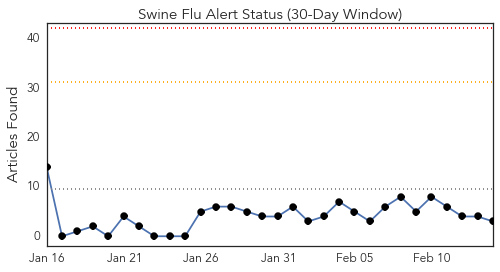 Swine Flu Alert Status (30-Day Window)
Articles Found
40
30
20
10
0
Jan 16 Jan 21 Jan 26 Jan 31 Feb 05 Feb 10